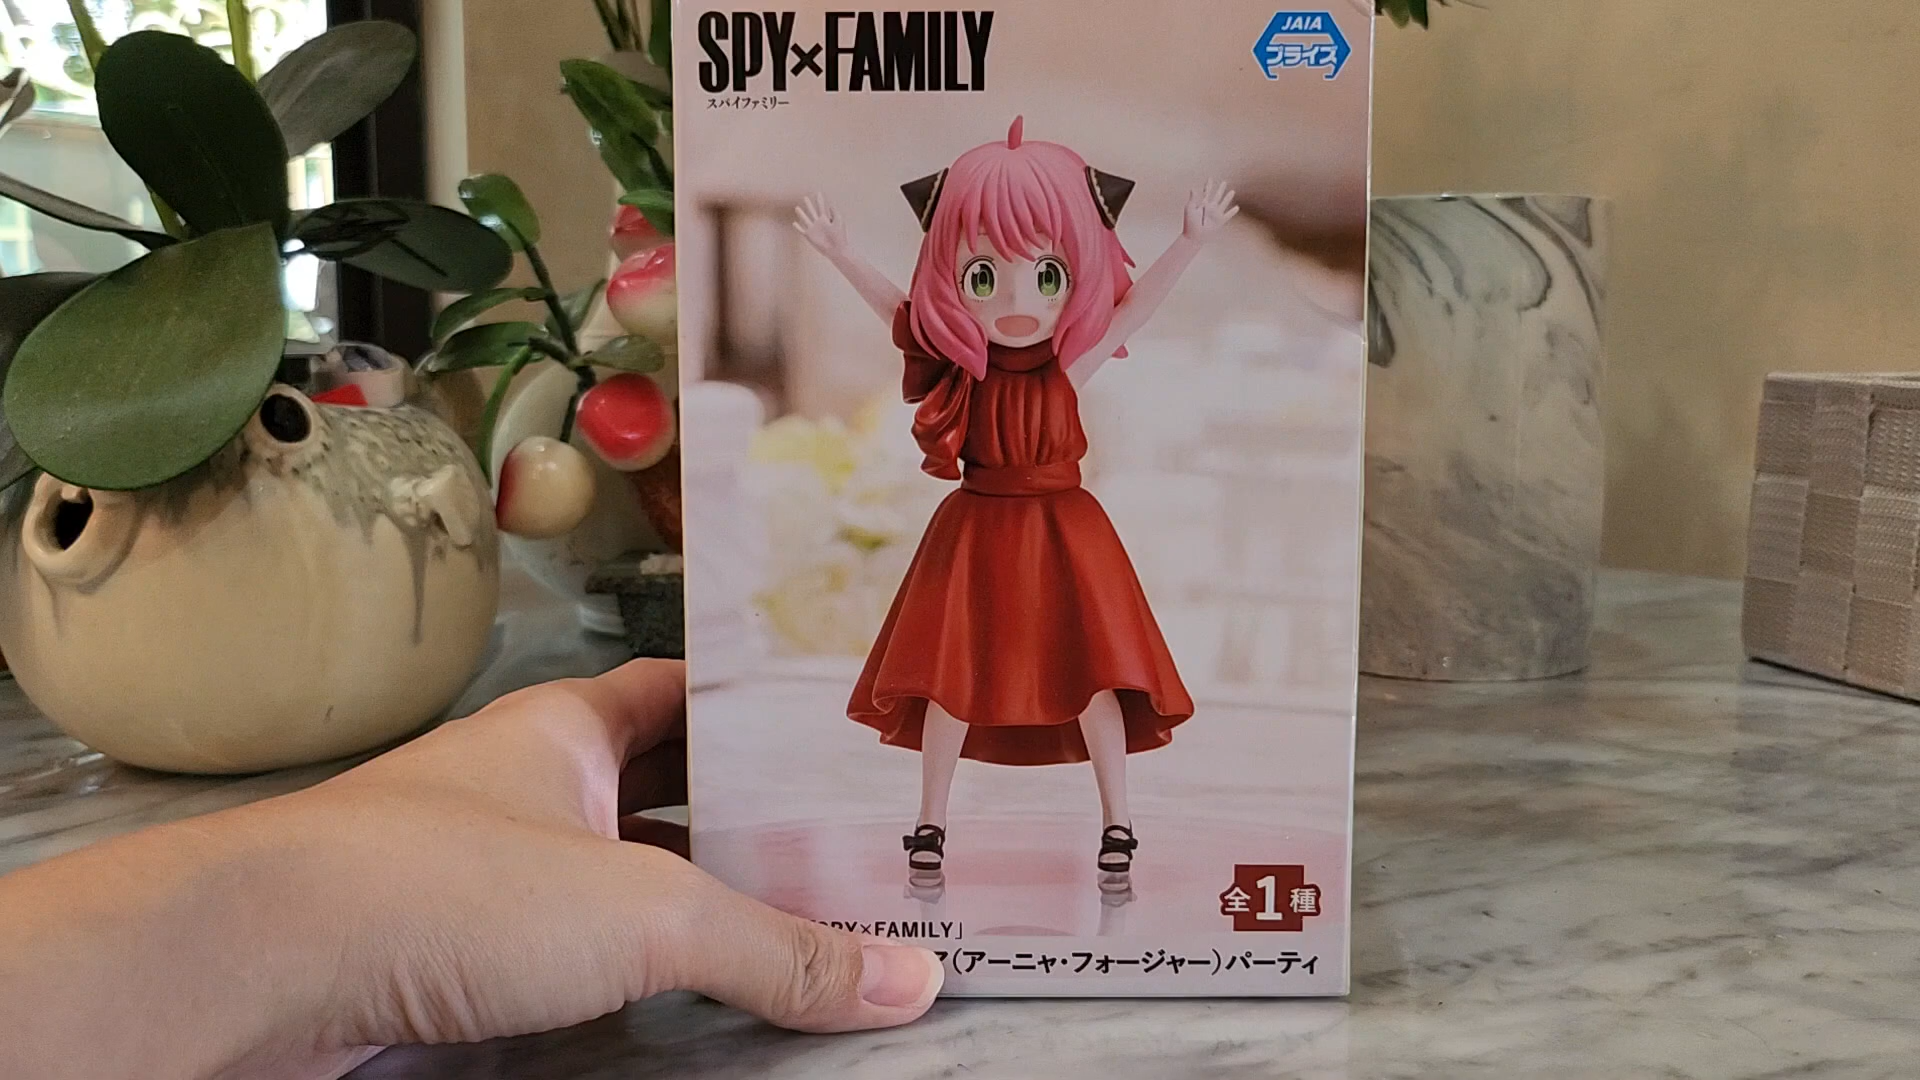 SPY×FAMILY
スパイファミリー
JAIA
プライズ
全1種
SPY×FAMILY」
(アーニャ・フォージャー)パーティ